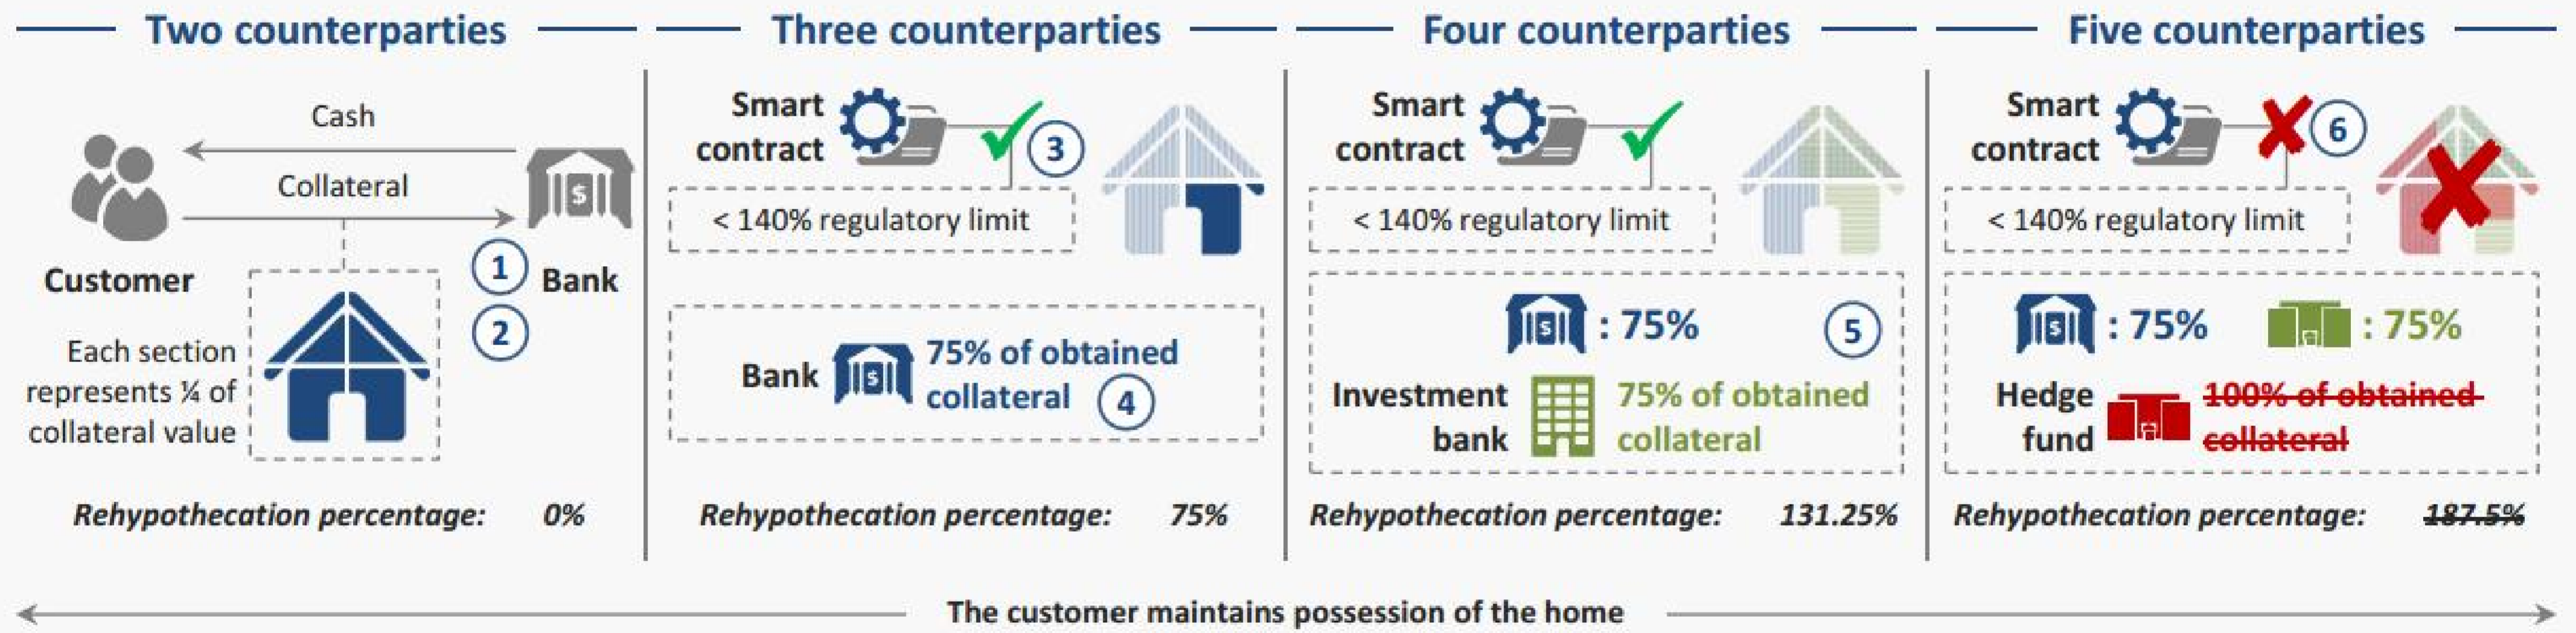 Two counterparties
Cash
Collateral
$
Customer
1
Bank
2
Each section
represents ¼ of
collateral value
Rehypothecation percentage: 0%
Three counterparties
Smart
contract
3
< 140% regulatory limit
Bank
$
75% of obtained
collateral
4
Rehypothecation percentage: 75%
Four counterparties
Smart
contract
< 140% regulatory limit
$ : 75%
5
Investment
bank
75% of obtained
collateral
Rehypothecation percentage: 131.25%
Five counterparties
Smart
contract
6
< 140% regulatory limit
$ : 75% : 75%
Hedge
fund
100% of obtained
collateral
Rehypothecation percentage: 187.5%
The customer maintains possession of the home